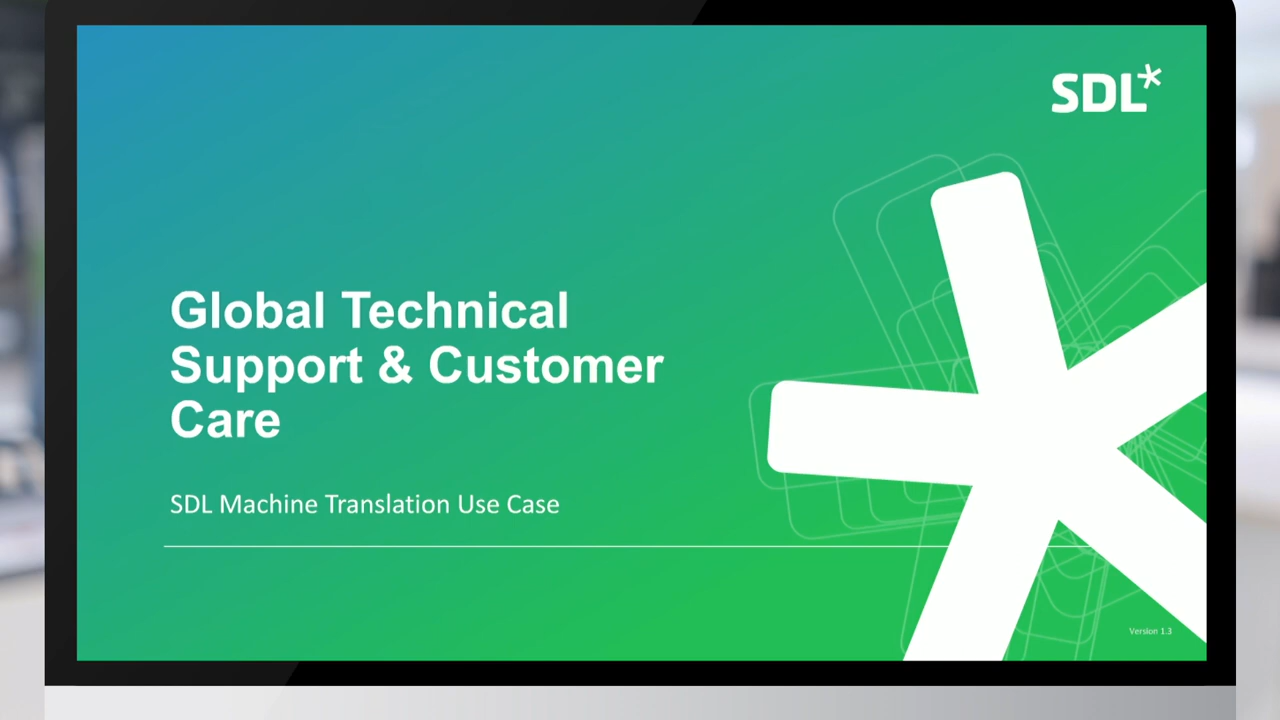 SDL*
Global Technical
Support & Customer
Care
SDL Machine Translation Use Case
Version 1.3